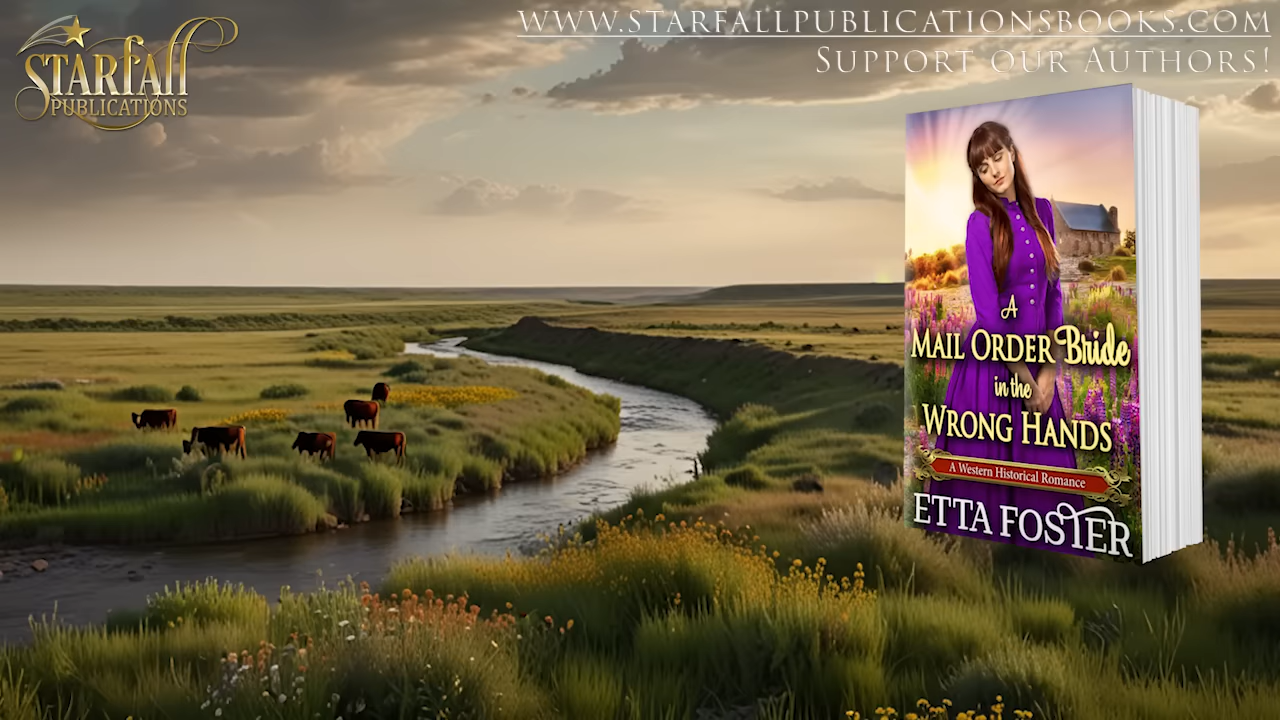 STARFALL
PUBLICATIONS
WWW.STARFALLPUBLICATIONSBOOKS.COM
SUPPORT OUR AUTHORS!
A
MAIL ORDER Bride
in the
WRONG HANDS
A Western Historical Romance
ETTA FOSTER